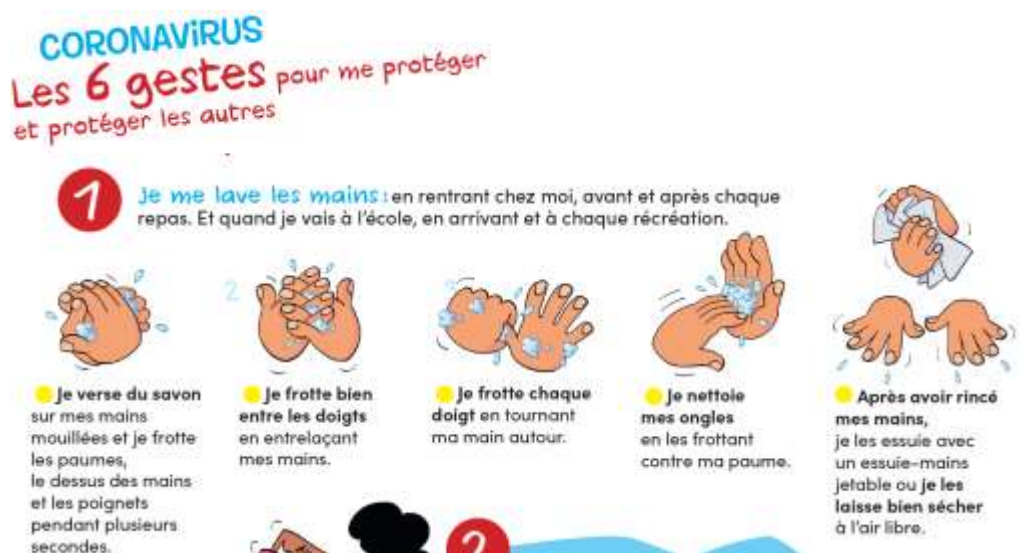 CORONAViRUS
Les 6 gestes pour me protéger
et protéger les autres
1
Je me lave les mains : en rentrant chez moi, avant et après chaque
repas. Et quand je vais à l'école, en arrivant et à chaque récréation.
2
Je verse du savon
sur mes mains
mouillées et je frotte
les paumes,
le dessus des mains
et les poignets
pendant plusieurs
secondes.
Je frotte bien
entre les doigts
en entrelaçant
mes mains.
Je frotte chaque
doigt en tournant
ma main autour.
Je nettoie
mes ongles
en les frottant
contre ma paume.
Après avoir rincé
mes mains,
je les essuie avec
un essuie-mains
jetable ou je les
laisse bien sécher
à l'air libre.
2